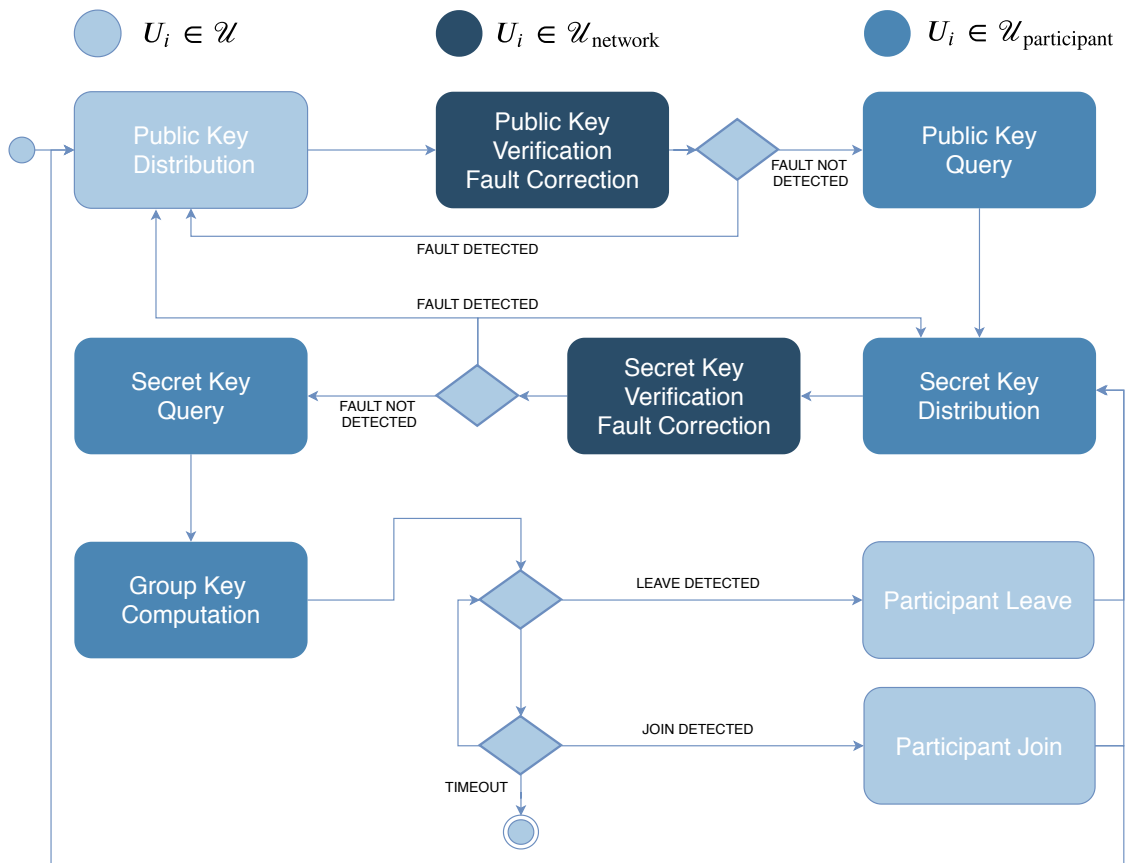 U_i ∈ 𝒰
U_i ∈ 𝒰_network
U_i ∈ 𝒰_participant
Public Key
Distribution
Public Key
Verification
Fault Correction
FAULT NOT
DETECTED
Public Key
Query
FAULT DETECTED
FAULT DETECTED
Secret Key
Query
FAULT NOT
DETECTED
Secret Key
Verification
Fault Correction
Secret Key
Distribution
Group Key
Computation
LEAVE DETECTED
Participant Leave
JOIN DETECTED
Participant Join
TIMEOUT